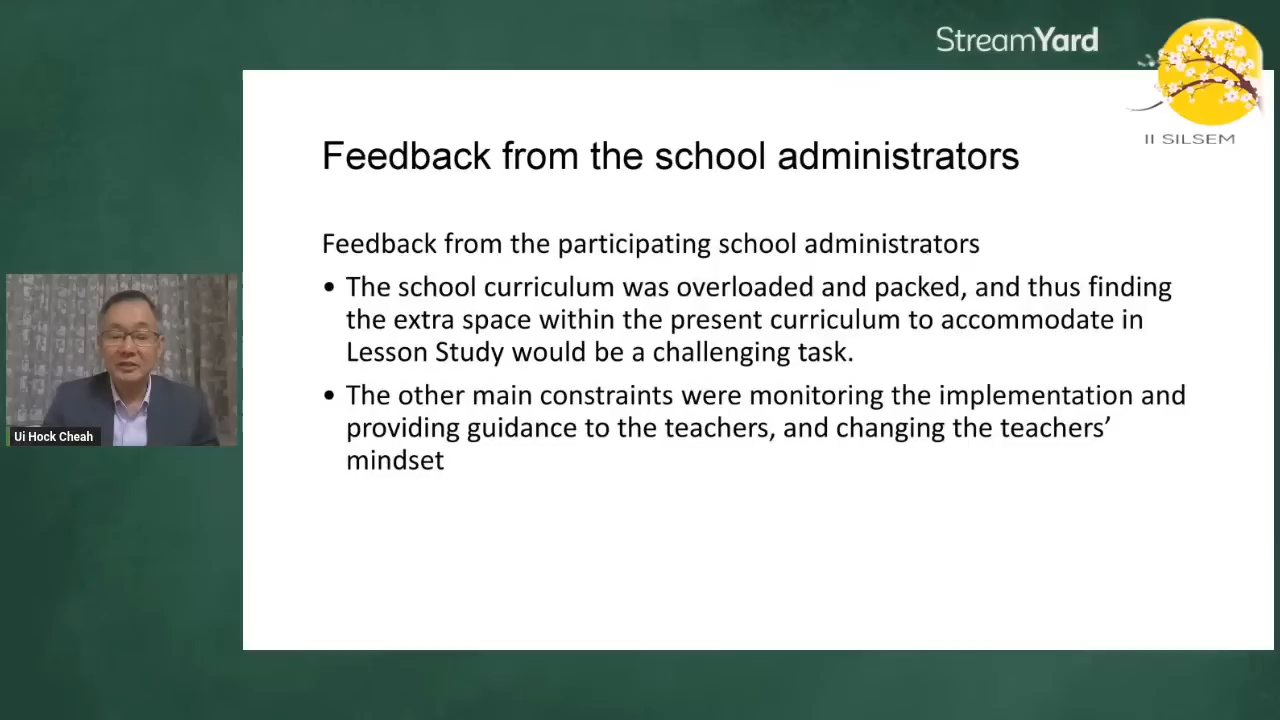 StreamYard
II SILSEM
Feedback from the school administrators
Feedback from the participating school administrators
• The school curriculum was overloaded and packed, and thus finding
the extra space within the present curriculum to accommodate in
Lesson Study would be a challenging task.
• The other main constraints were monitoring the implementation and
providing guidance to the teachers, and changing the teachers’
mindset
Ui Hock Cheah